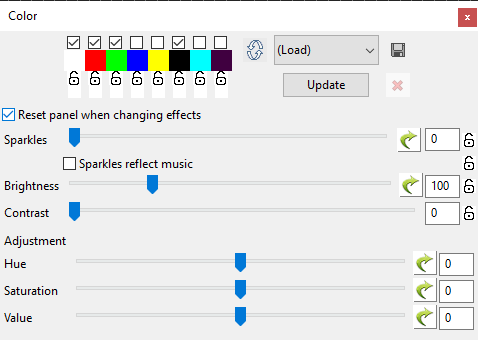 Color
x
(Load)
Update
Reset panel when changing effects
Sparkles 0
Sparkles reflect music
Brightness 100
Contrast 0
Adjustment
Hue 0
Saturation 0
Value 0